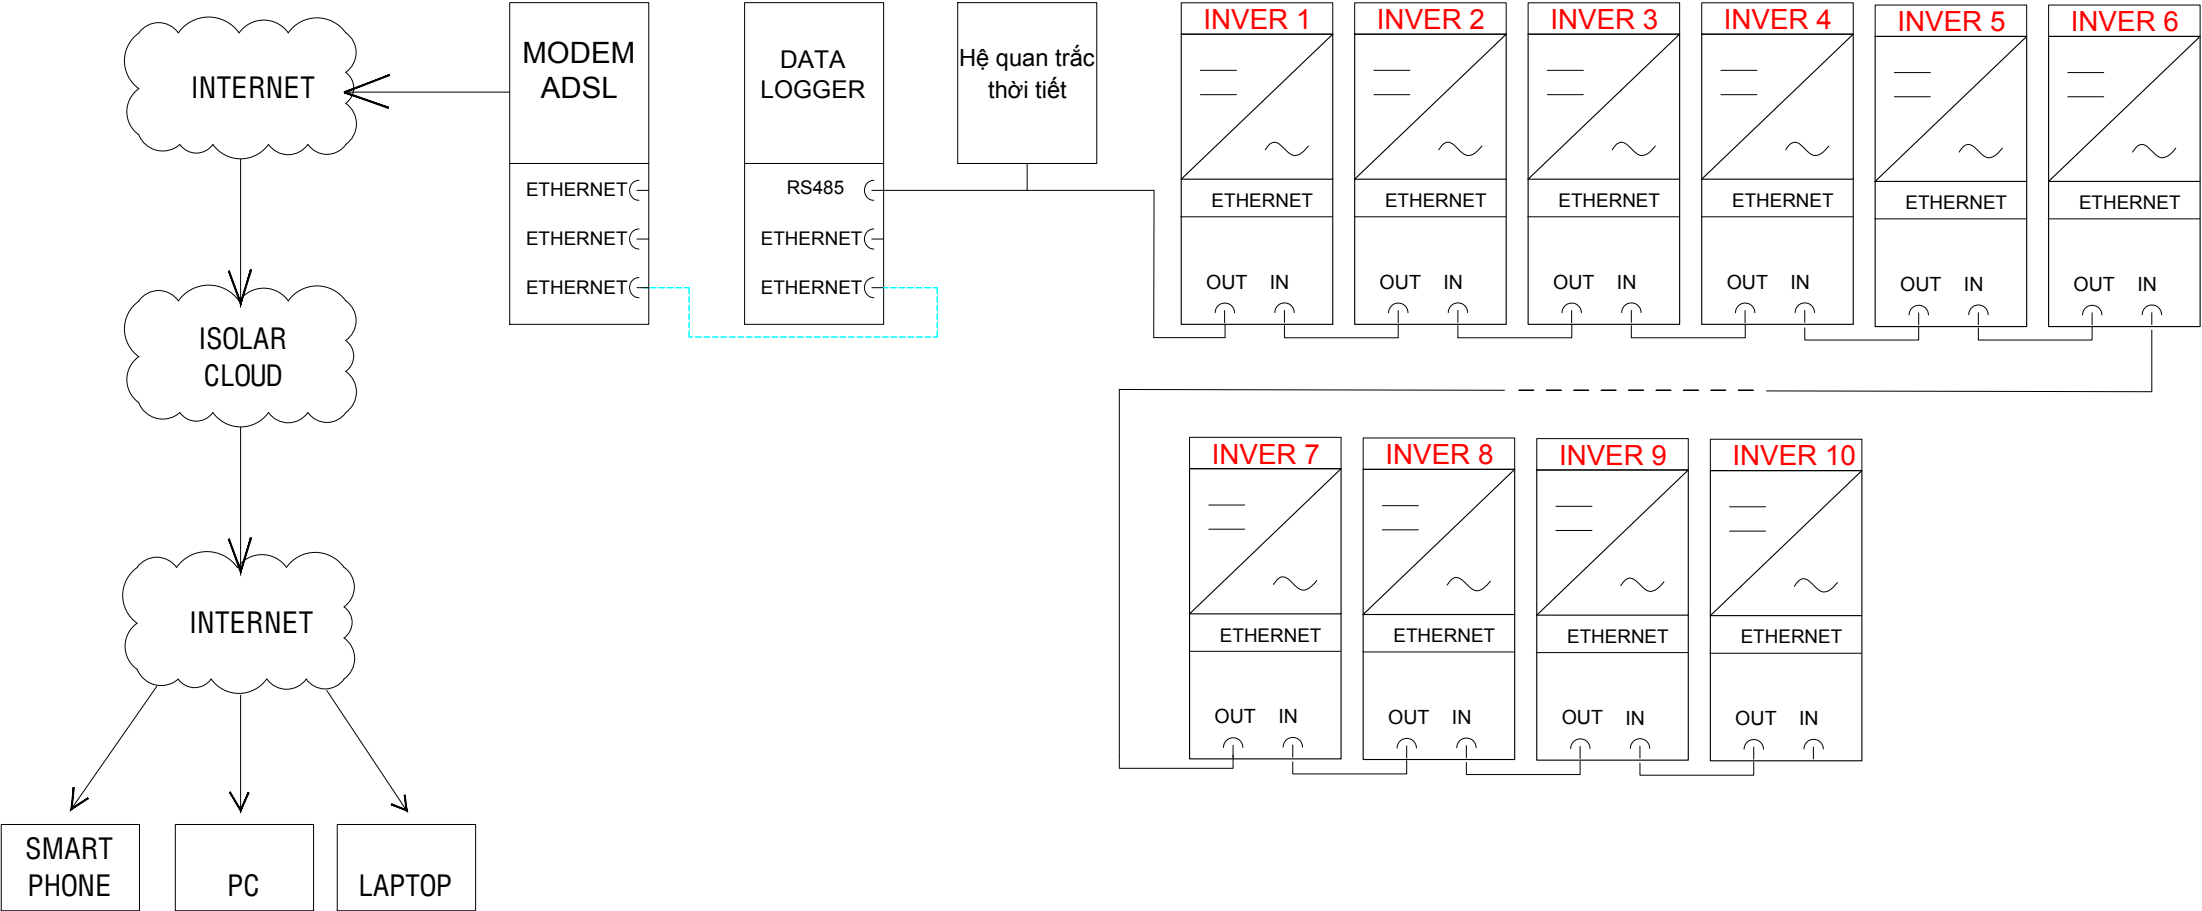 INTERNET
MODEM
ADSL
ETHERNET
ETHERNET
ETHERNET
DATA
LOGGER
RS485
ETHERNET
ETHERNET
Hệ quan trắc
thời tiết
INVER 1
ETHERNET
OUT IN
INVER 2
ETHERNET
OUT IN
INVER 3
ETHERNET
OUT IN
INVER 4
ETHERNET
OUT IN
INVER 5
ETHERNET
OUT IN
INVER 6
ETHERNET
OUT IN
ISOLAR
CLOUD
INVER 7
ETHERNET
OUT IN
INVER 8
ETHERNET
OUT IN
INVER 9
ETHERNET
OUT IN
INVER 10
ETHERNET
OUT IN
INTERNET
SMART
PHONE
PC
LAPTOP